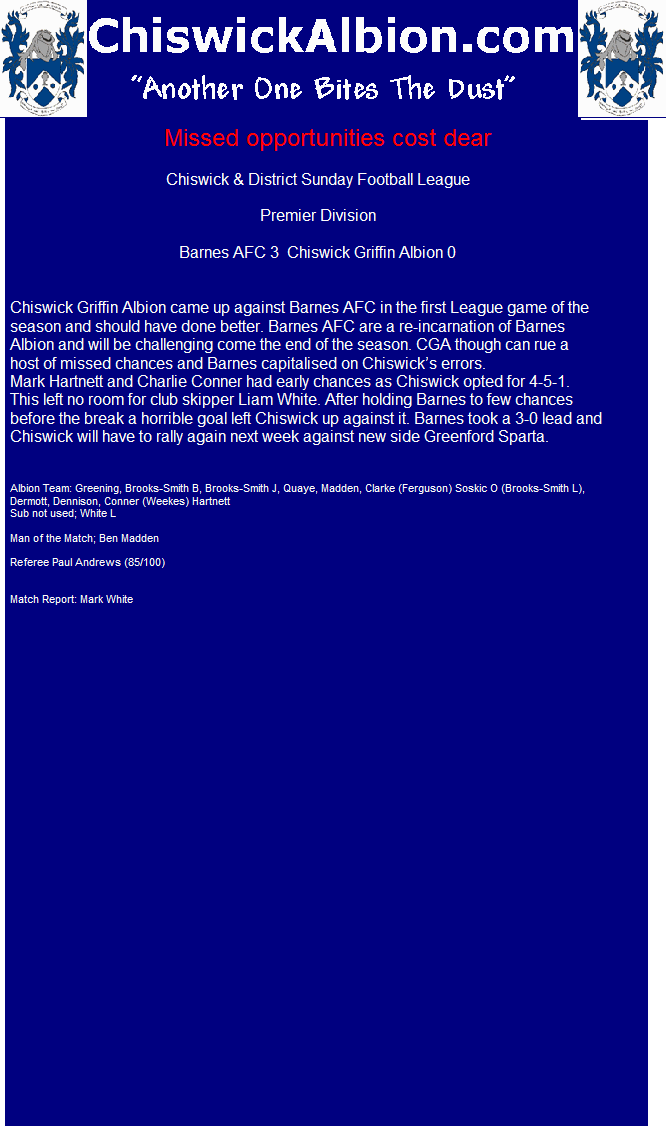 ChiswickAlbion.com
"Another One Bites The Dust"
Missed opportunities cost dear
Chiswick & District Sunday Football League
Premier Division
Barnes AFC 3  Chiswick Griffin Albion 0
Chiswick Griffin Albion came up against Barnes AFC in the first League game of the
season and should have done better. Barnes AFC are a re-incarnation of Barnes
Albion and will be challenging come the end of the season. CGA though can rue a
host of missed chances and Barnes capitalised on Chiswick’s errors.
Mark Hartnett and Charlie Conner had early chances as Chiswick opted for 4-5-1.
This left no room for club skipper Liam White. After holding Barnes to few chances
before the break a horrible goal left Chiswick up against it. Barnes took a 3-0 lead and
Chiswick will have to rally again next week against new side Greenford Sparta.
Albion Team: Greening, Brooks-Smith B, Brooks-Smith J, Quaye, Madden, Clarke (Ferguson) Soskic O (Brooks-Smith L),
Dermott, Dennison, Conner (Weekes) Hartnett
Sub not used; White L
Man of the Match; Ben Madden
Referee Paul Andrews (85/100)
Match Report: Mark White